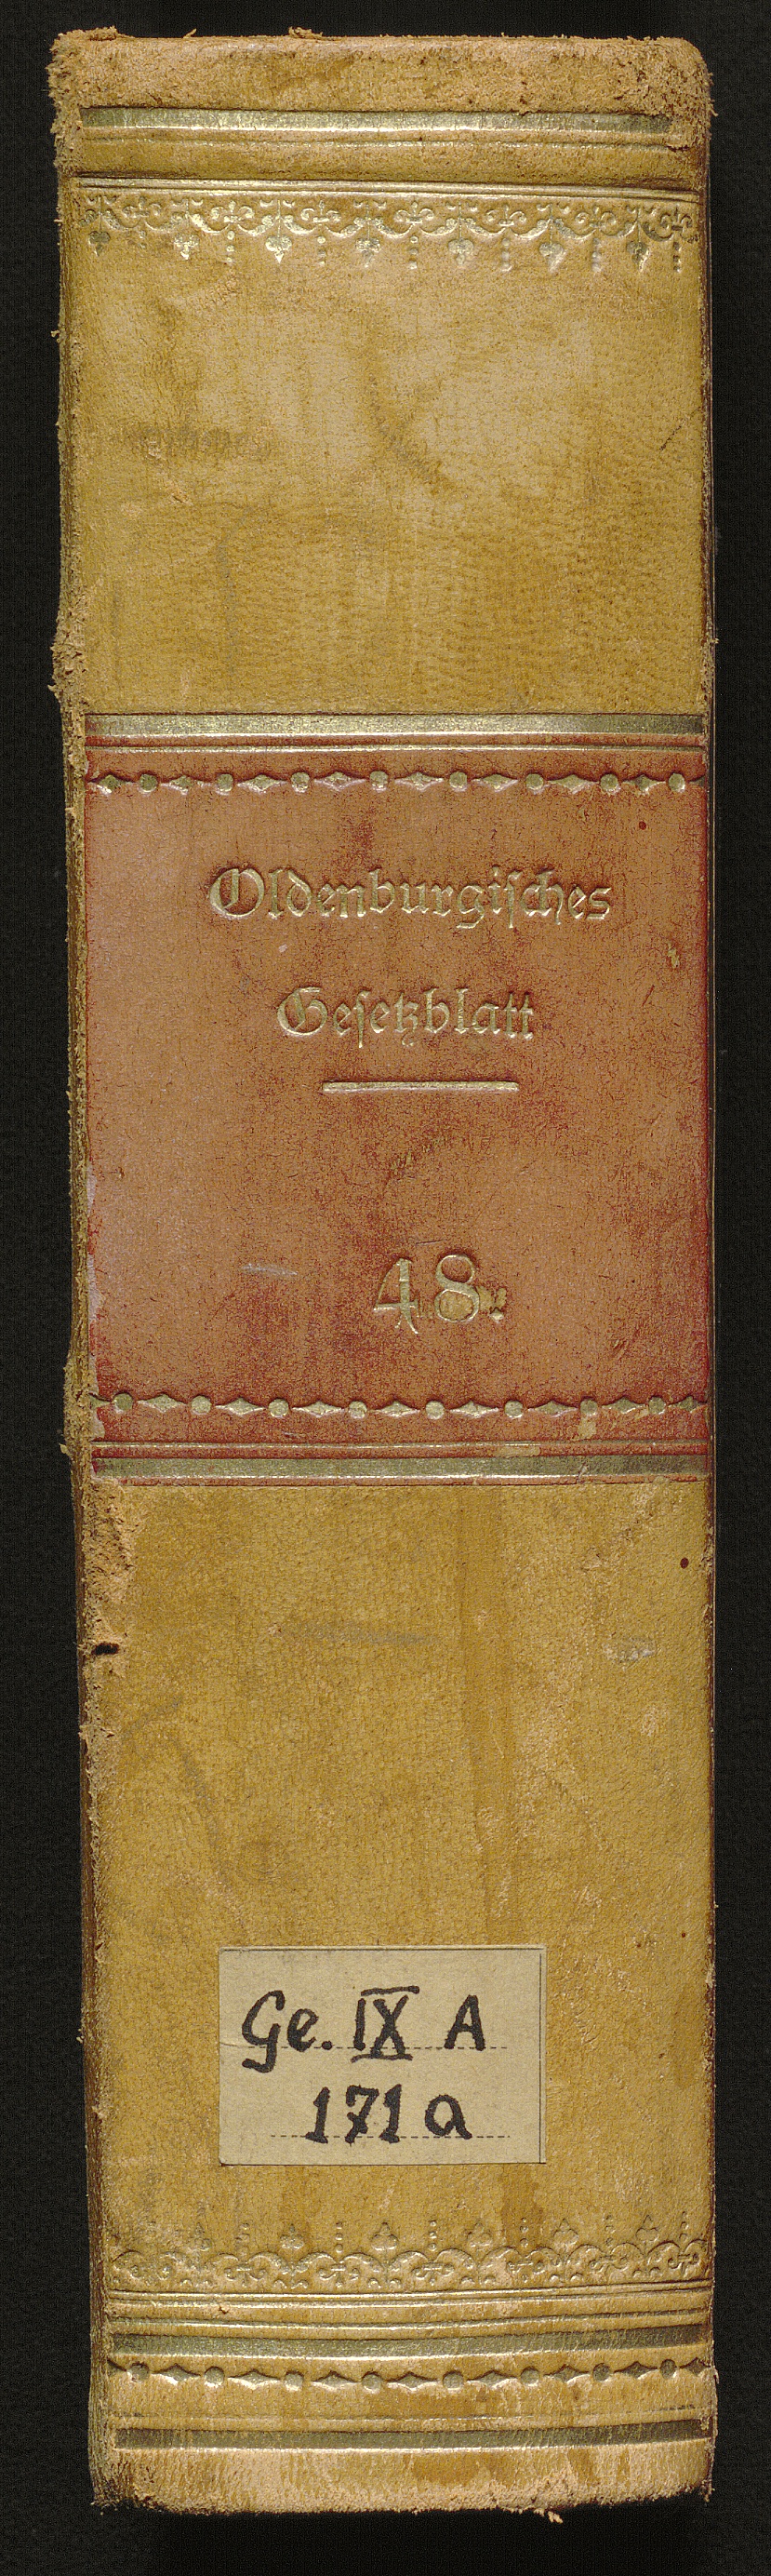 Oldenburgisches
Gesetzblatt
48.
Ge. IX A
171 a